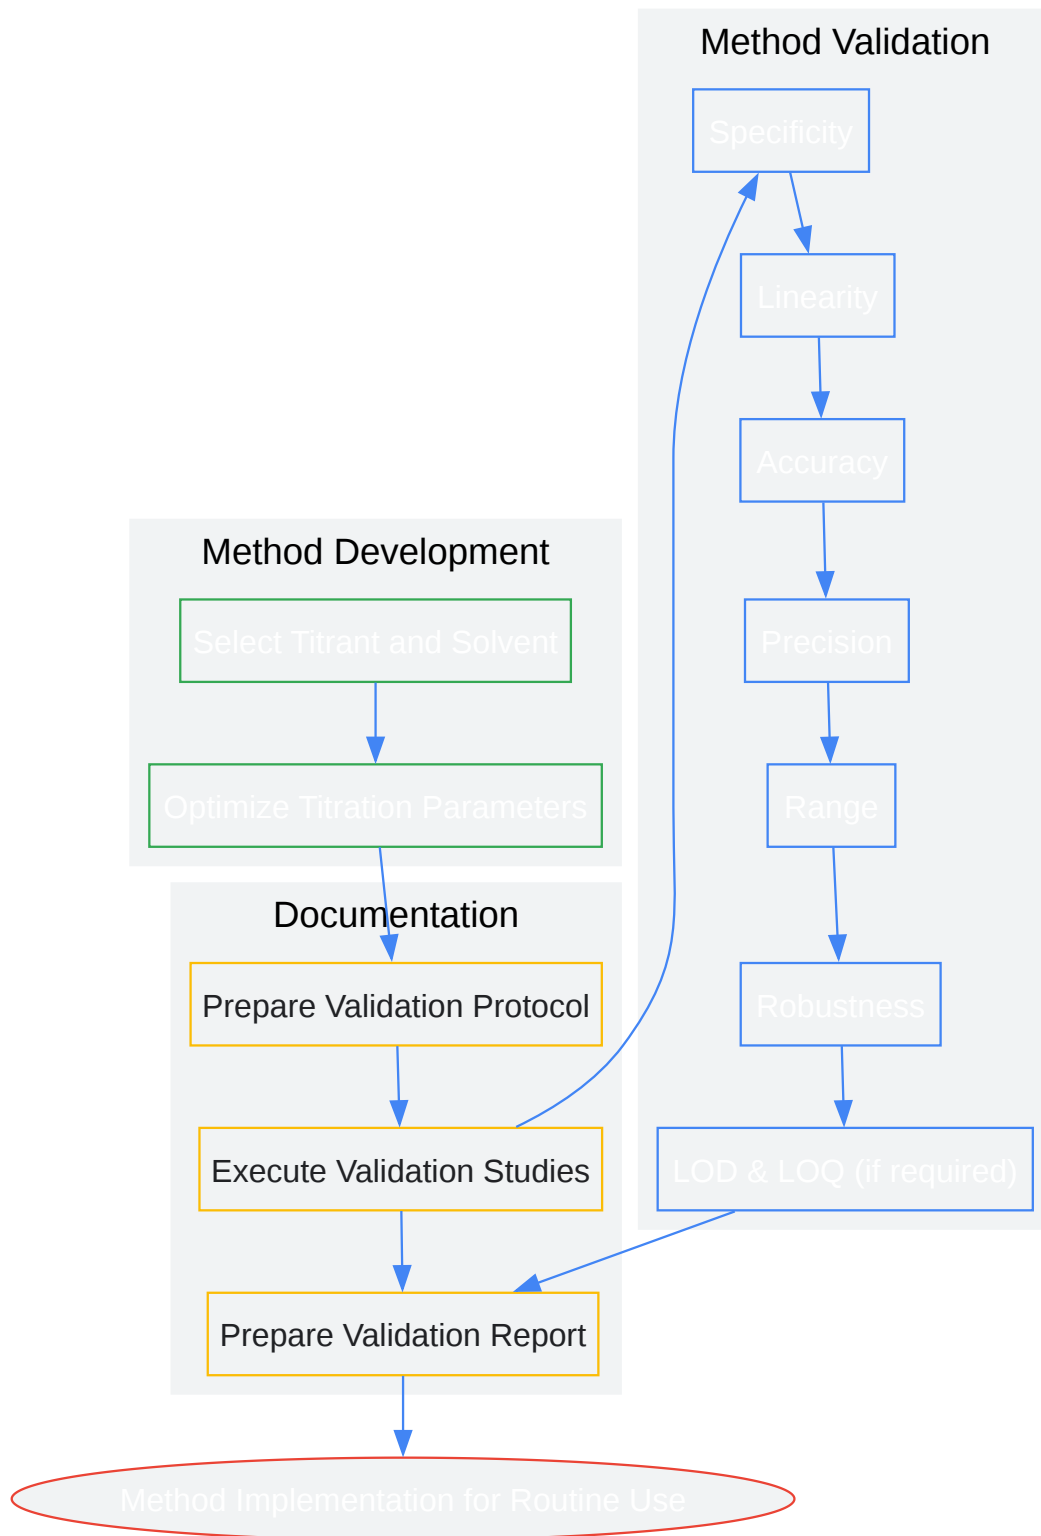 Method Validation
Specificity
Linearity
Accuracy
Precision
Range
Robustness
LOD & LOQ (if required)
Method Development
Select Titrant and Solvent
Optimize Titration Parameters
Documentation
Prepare Validation Protocol
Execute Validation Studies
Prepare Validation Report
Method Implementation for Routine Use